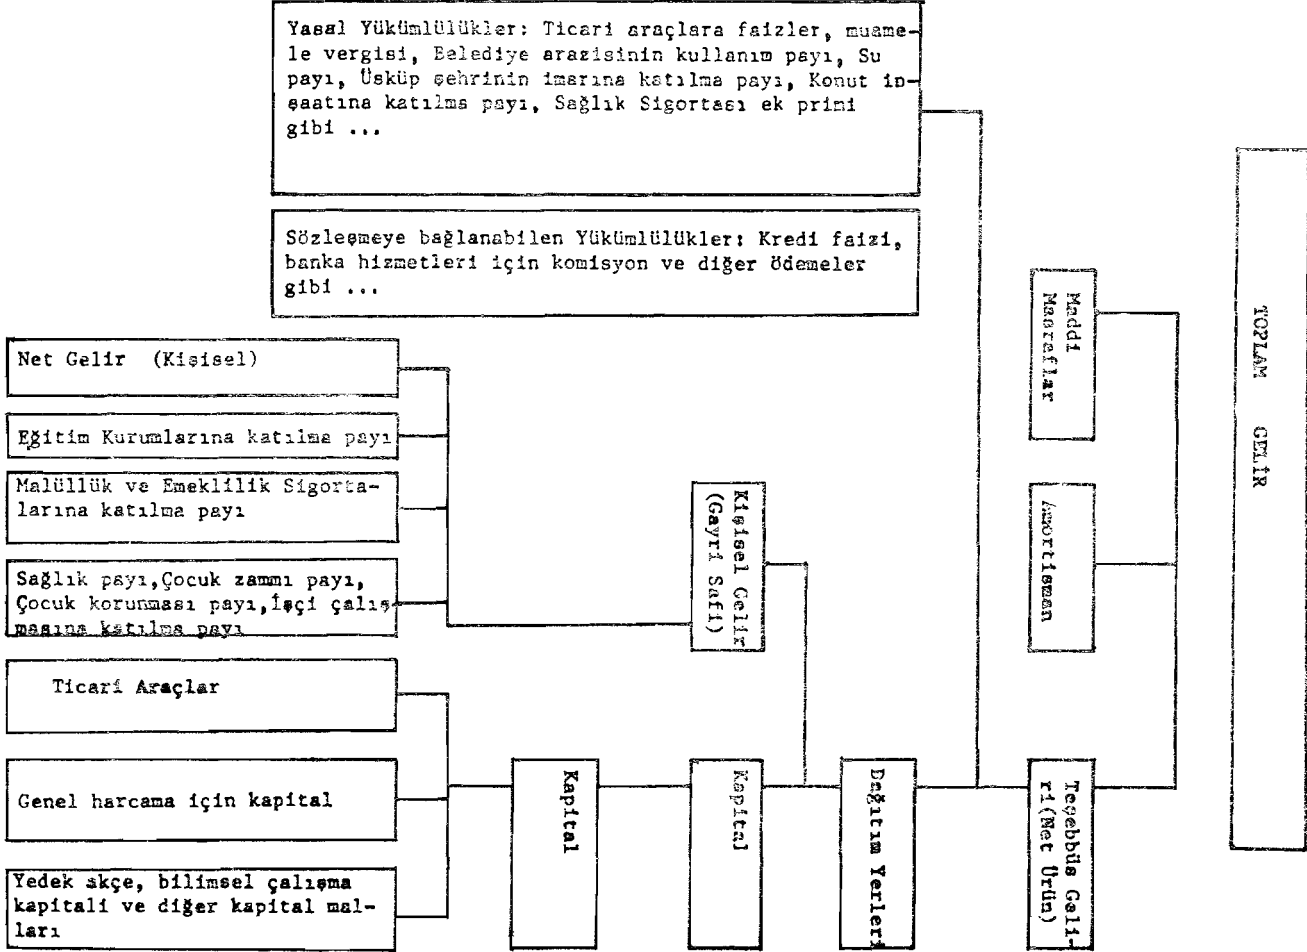 Yasal Yükümlülükler: Ticari araçlara faizler, muame-
le vergisi, Belediye arazisinin kullanım payı, Su
payı, Üsküp şehrinin imarına katılma payı, Konut in-
şaatına katılma payı, Sağlık Sigortası ek primi
gibi ...
Sözleşmeye bağlanabilen Yükümlülükler: Kredi faizi,
banka hizmetleri için komisyon ve diğer ödemeler
gibi ...
Net Gelir (Kişisel)
Eğitim Kurumlarına katılma payı
Malüllük ve Emeklilik Sigorta-
larına katılma payı
Sağlık payı,Çocuk zammı payı,
Çocuk korunması payı,İşçi çalış-
masına katılma payı
Ticari Araçlar
Genel harcama için kapital
Yedek akçe, bilimsel çalışma
kapitali ve diğer kapital mal-
ları
Kapital
Kişisel Gelir
(Gayri Safi)
Kapital
Dağıtım Yerleri
Maddi
Masraflar
Amortisman
Teşebbüs Geli-
ri(Net Ürün)
TOPLAM GELİR